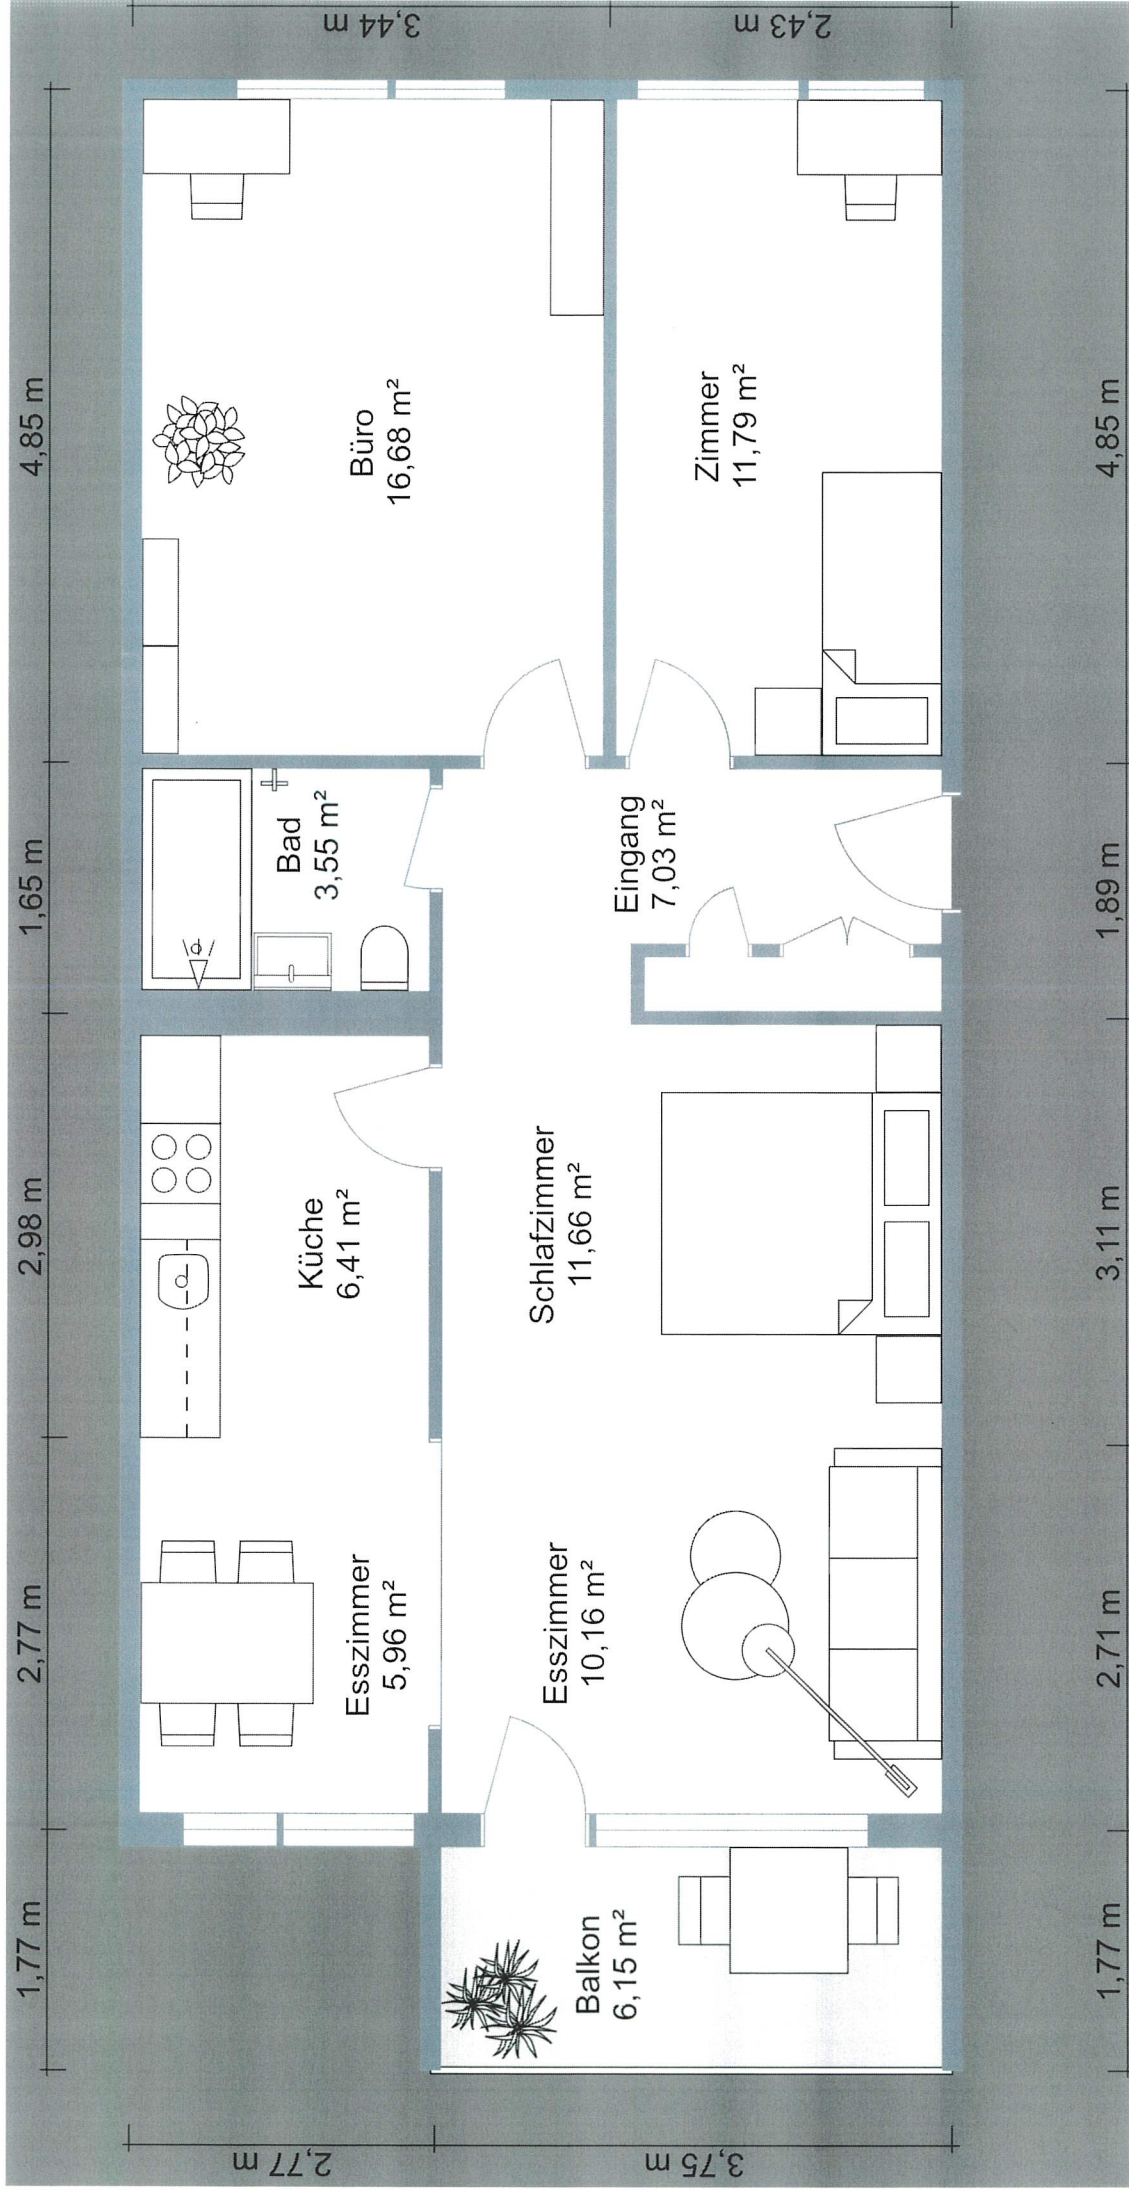 3,44 m
2,43 m
4,85 m
1,65 m
2,98 m
2,77 m
1,77 m
Büro
16,68 m²
Zimmer
11,79 m²
Bad
3,55 m²
Eingang
7,03 m²
Küche
6,41 m²
Schlafzimmer
11,66 m²
Esszimmer
5,96 m²
Esszimmer
10,16 m²
Balkon
6,15 m²
4,85 m
1,89 m
3,11 m
2,71 m
1,77 m
2,77 m
3,75 m